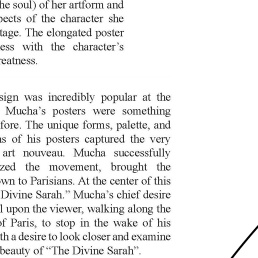 he soul) of her artform and
pects of the character she
tage. The elongated poster
ess with the character's
reatness.
sign was incredibly popular at the
Mucha's posters were something
fore. The unique forms, palette, and
s of his posters captured the very
art nouveau. Mucha successfully
zed the movement, brought the
wn to Parisians. At the center of this
Divine Sarah." Mucha's chief desire
l upon the viewer, walking along the
of Paris, to stop in the wake of his
th a desire to look closer and examine
beauty of "The Divine Sarah".